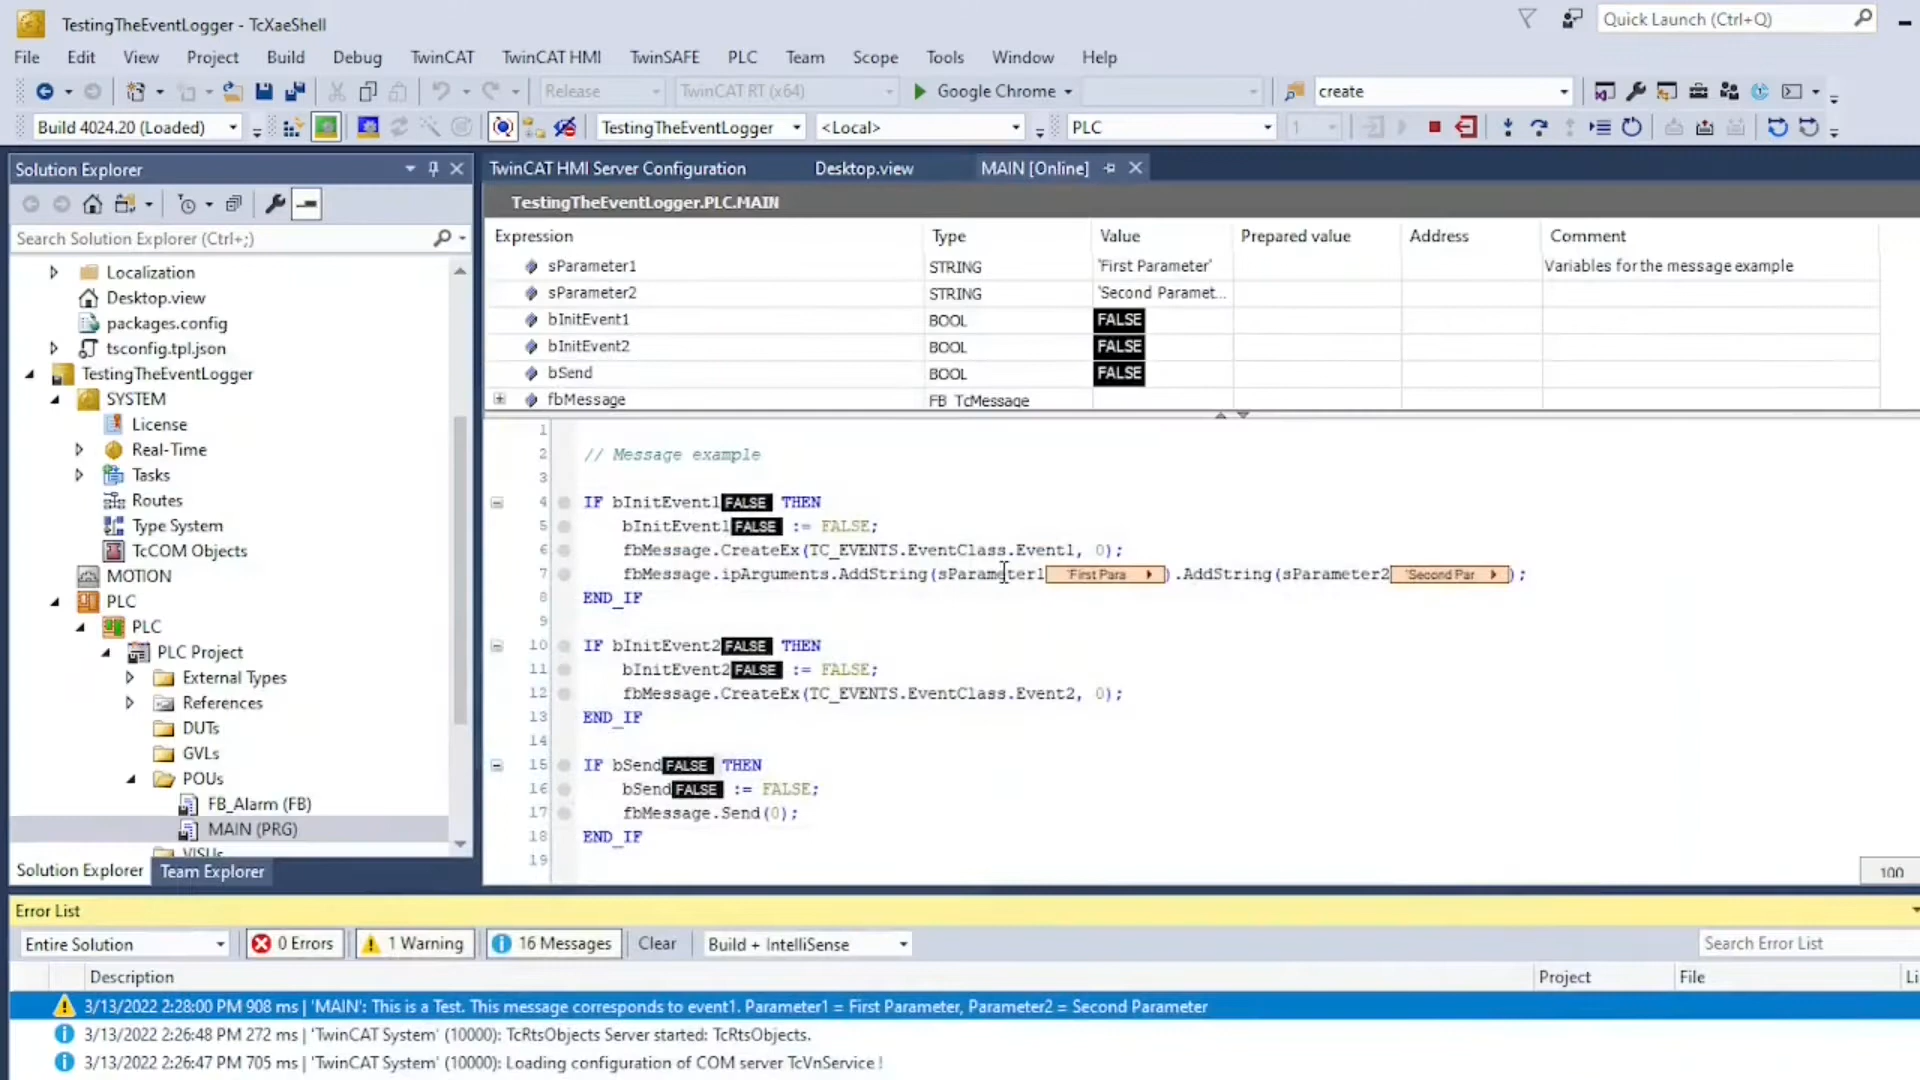 TestingTheEventLogger - TcXaeShell
Quick Launch (Ctrl+Q)
File Edit View Project Build Debug TwinCAT TwinCAT HMI TwinSAFE PLC Team Scope Tools Window Help
Release TwinCAT RT (x64) Google Chrome create
Build 4024.20 (Loaded) TestingTheEventLogger <Local> PLC 1
Solution Explorer
Search Solution Explorer (Ctrl+;)
Localization
Desktop.view
packages.config
tsconfig.tpl.json
TestingTheEventLogger
SYSTEM
License
Real-Time
Tasks
Routes
Type System
TcCOM Objects
MOTION
PLC
PLC
PLC Project
External Types
References
DUTs
GVLs
POUs
FB_Alarm (FB)
MAIN (PRG)
VISUs
Solution Explorer Team Explorer
TwinCAT HMI Server Configuration Desktop.view MAIN [Online]
TestingTheEventLogger.PLC.MAIN
Expression Type Value Prepared value Address Comment
sParameter1 STRING 'First Parameter' Variables for the message example
sParameter2 STRING 'Second Paramet...
bInitEvent1 BOOL FALSE
bInitEvent2 BOOL FALSE
bSend BOOL FALSE
fbMessage FB_TcMessage
1
2 // Message example
3
4 IF bInitEvent1 FALSE THEN
5 bInitEvent1 FALSE := FALSE;
6 fbMessage.CreateEx(TC_EVENTS.EventClass.Event1, 0);
7 fbMessage.ipArguments.AddString(sParameter1 'First Para ).AddString(sParameter2 'Second Par );
8 END_IF
9
10 IF bInitEvent2 FALSE THEN
11 bInitEvent2 FALSE := FALSE;
12 fbMessage.CreateEx(TC_EVENTS.EventClass.Event2, 0);
13 END_IF
14
15 IF bSend FALSE THEN
16 bSend FALSE := FALSE;
17 fbMessage.Send(0);
18 END_IF
19
100
Error List
Entire Solution 0 Errors 1 Warning 16 Messages Clear Build + IntelliSense Search Error List
Description Project File Li
3/13/2022 2:28:00 PM 908 ms | 'MAIN': This is a Test. This message corresponds to event1. Parameter1 = First Parameter, Parameter2 = Second Parameter
3/13/2022 2:26:48 PM 272 ms | 'TwinCAT System' (10000): TcRtsObjects Server started: TcRtsObjects.
3/13/2022 2:26:47 PM 705 ms | 'TwinCAT System' (10000): Loading configuration of COM server TcVnService !